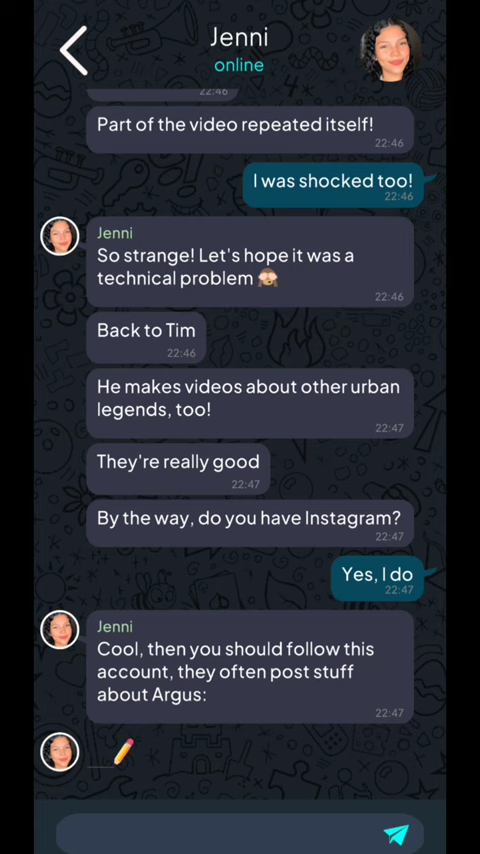 Jenni
online
22:46
Part of the video repeated itself!
22:46
I was shocked too!
22:46
Jenni
So strange! Let's hope it was a
technical problem 🙈
22:46
Back to Tim
22:46
He makes videos about other urban
legends, too!
22:47
They're really good
22:47
By the way, do you have Instagram?
22:47
Yes, I do
22:47
Jenni
Cool, then you should follow this
account, they often post stuff
about Argus:
22:47